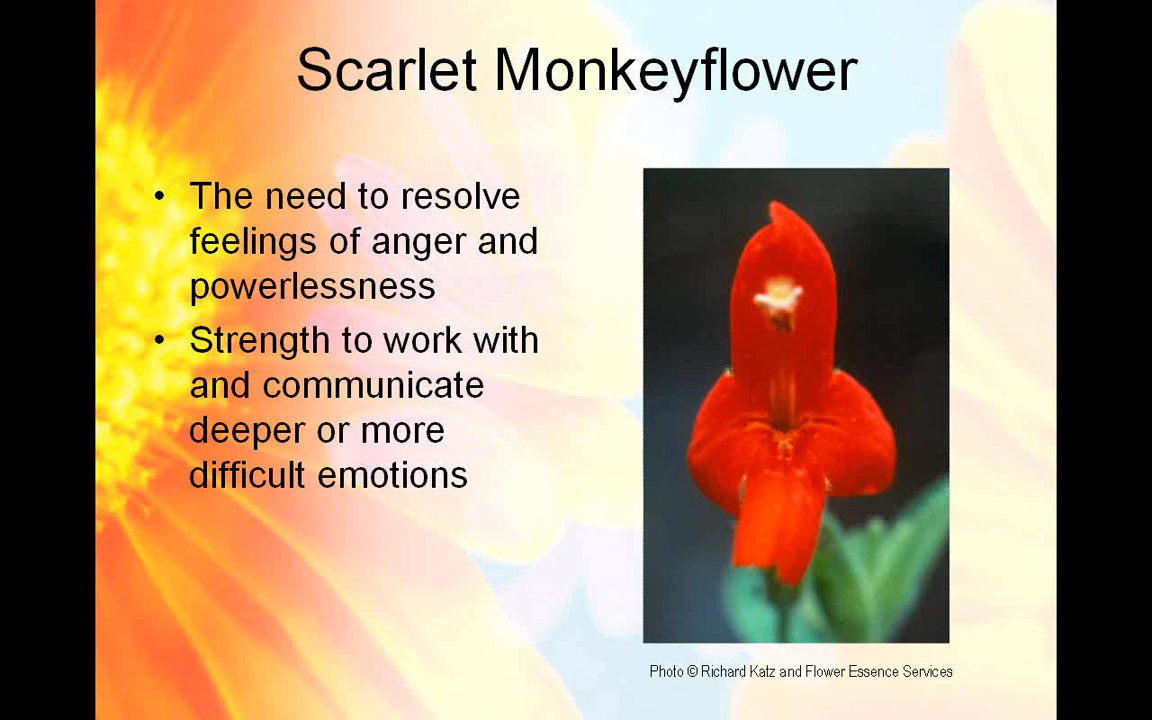 Scarlet Monkeyflower
• The need to resolve
feelings of anger and
powerlessness
• Strength to work with
and communicate
deeper or more
difficult emotions
Photo © Richard Katz and Flower Essence Services